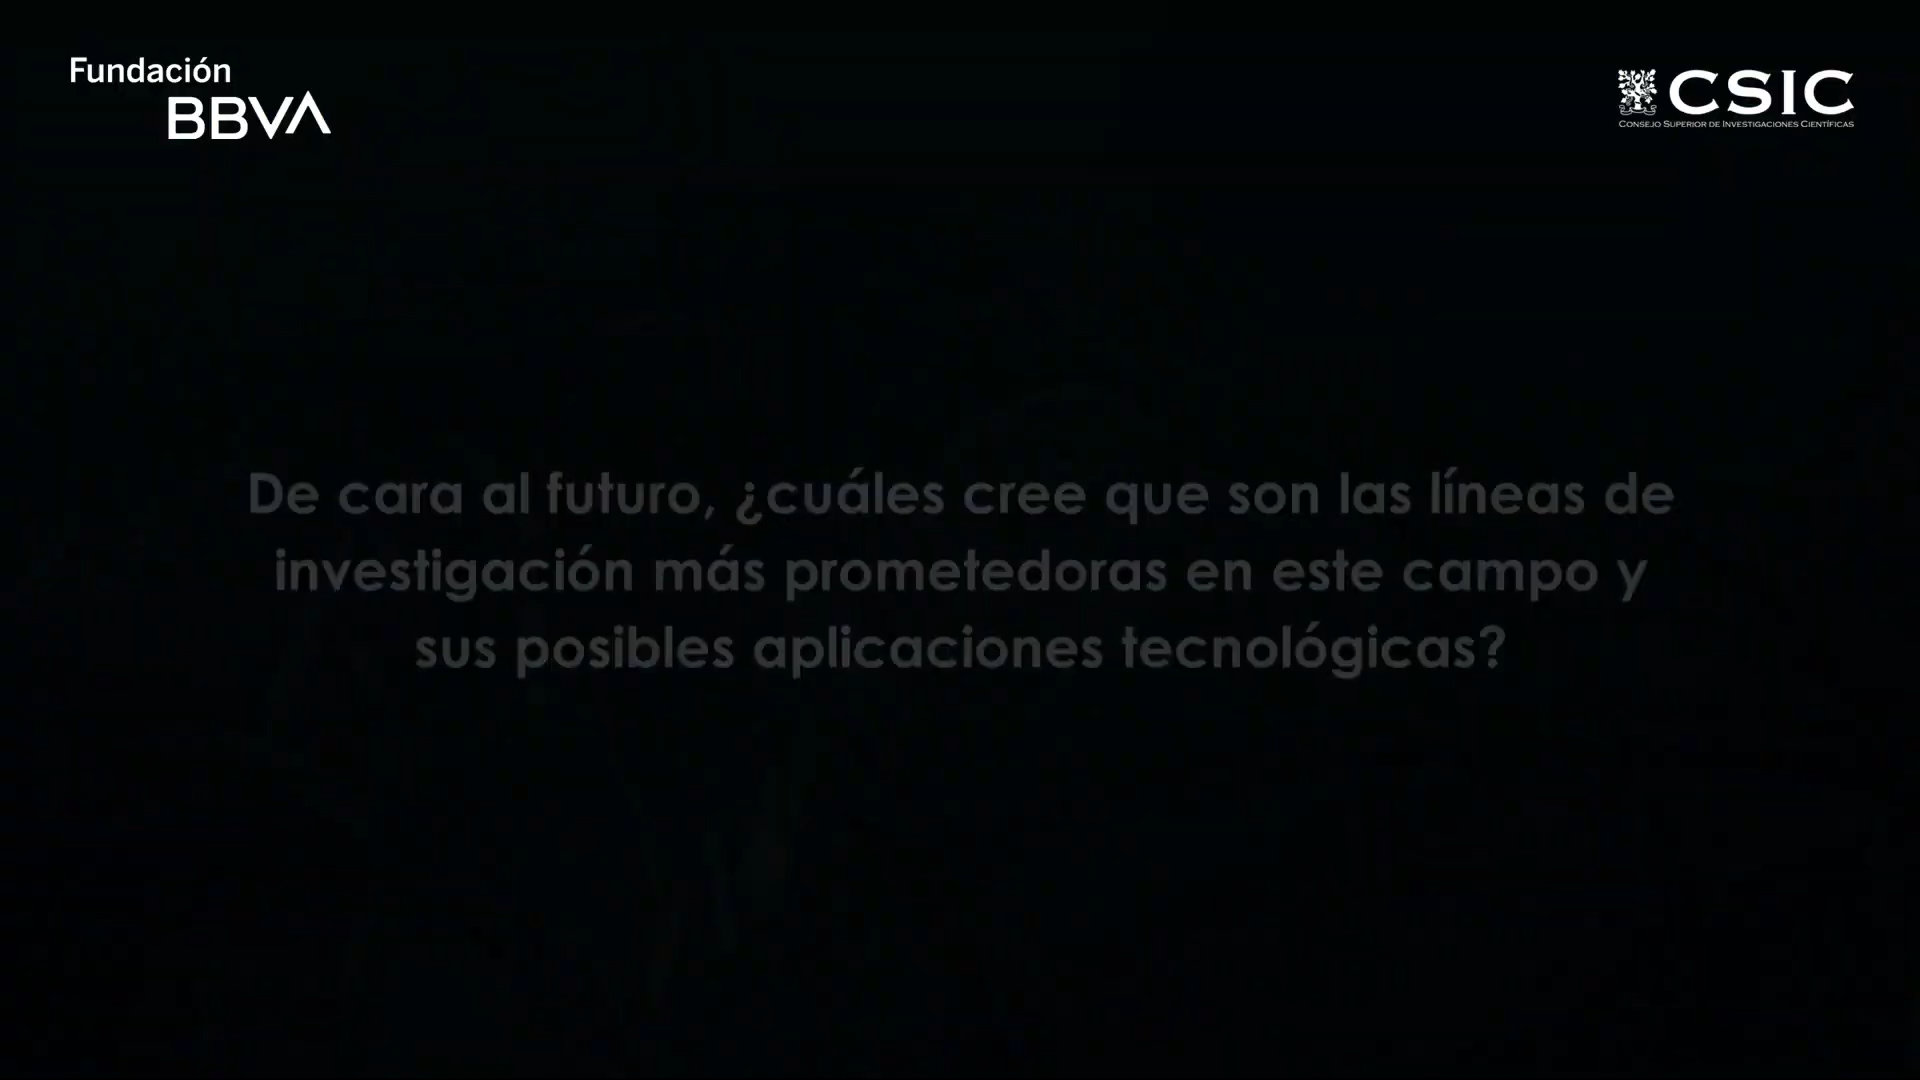 Fundación
BBVA
CSIC
Consejo Superior de Investigaciones Científicas
De cara al futuro, ¿cuáles cree que son las líneas de
investigación más prometedoras en este campo y
sus posibles aplicaciones tecnológicas?